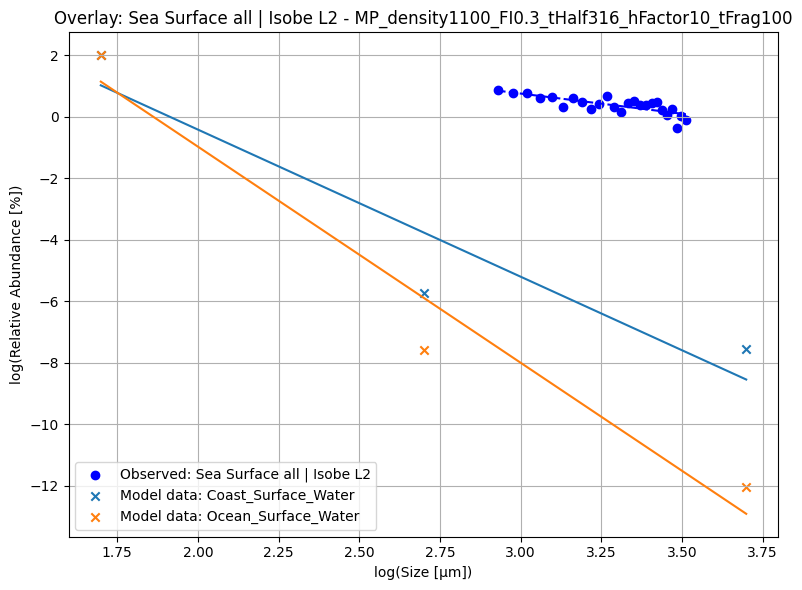 Overlay: Sea Surface all | Isobe L2 - MP_density1100_FI0.3_tHalf316_hFactor10_tFrag100
log(Relative Abundance [%])
2
0
−2
−4
−6
−8
−10
−12
Observed: Sea Surface all | Isobe L2
Model data: Coast_Surface_Water
Model data: Ocean_Surface_Water
1.75 2.00 2.25 2.50 2.75 3.00 3.25 3.50 3.75
log(Size [µm])